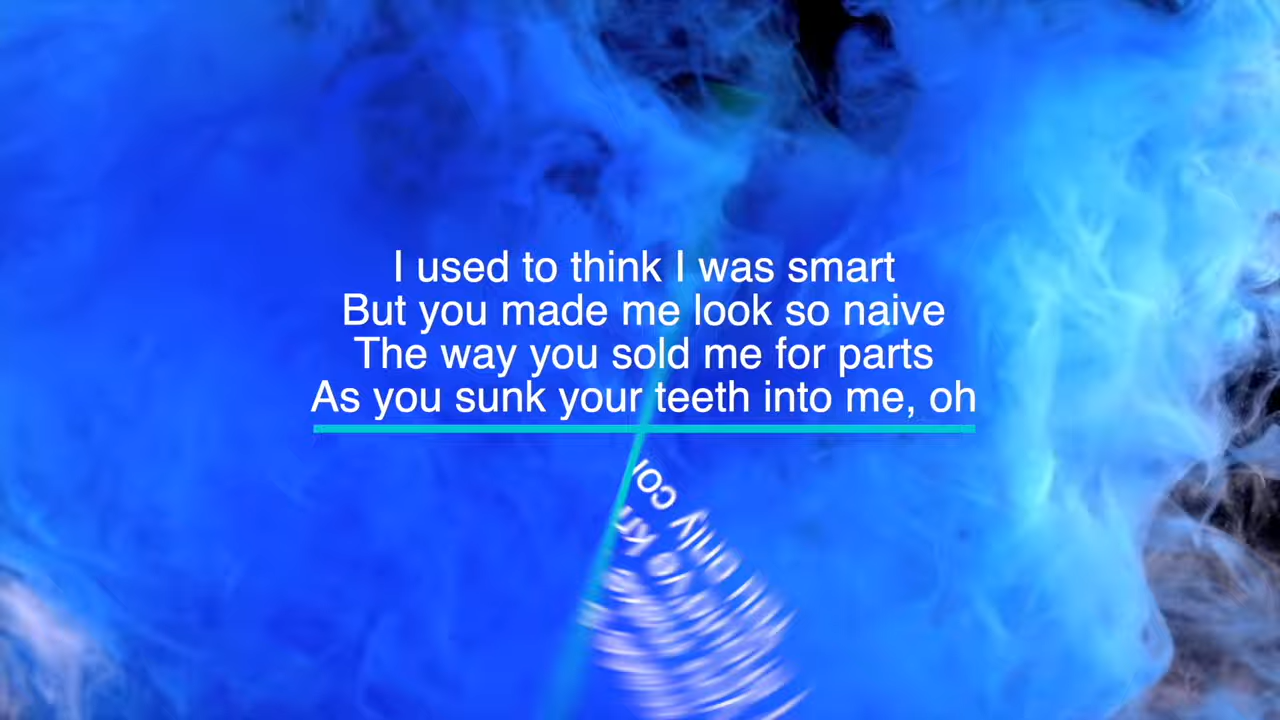 I used to think I was smart
But you made me look so naive
The way you sold me for parts
As you sunk your teeth into me, oh